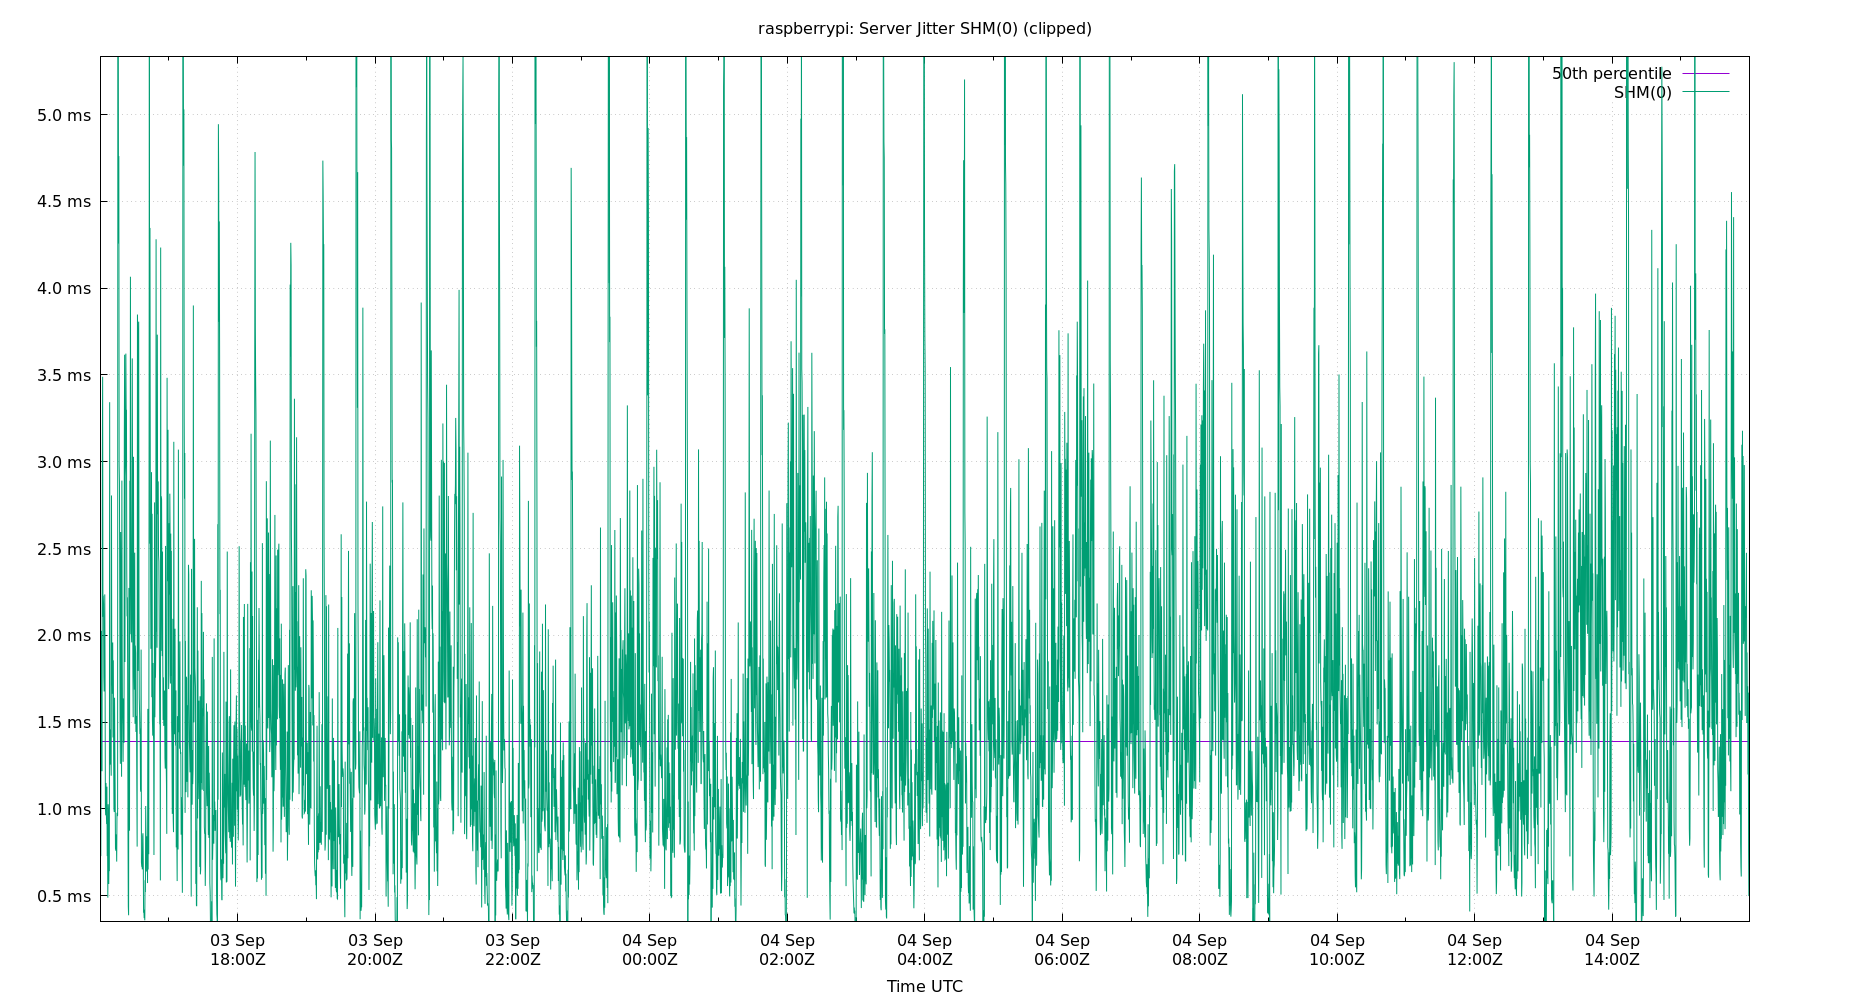 raspberrypi: Server Jitter SHM(0) (clipped)
50th percentile
SHM(0)
5.0 ms
4.5 ms
4.0 ms
3.5 ms
3.0 ms
2.5 ms
2.0 ms
1.5 ms
1.0 ms
0.5 ms
03 Sep 03 Sep 03 Sep 04 Sep 04 Sep 04 Sep 04 Sep 04 Sep 04 Sep 04 Sep 04 Sep
18:00Z 20:00Z 22:00Z 00:00Z 02:00Z 04:00Z 06:00Z 08:00Z 10:00Z 12:00Z 14:00Z
Time UTC